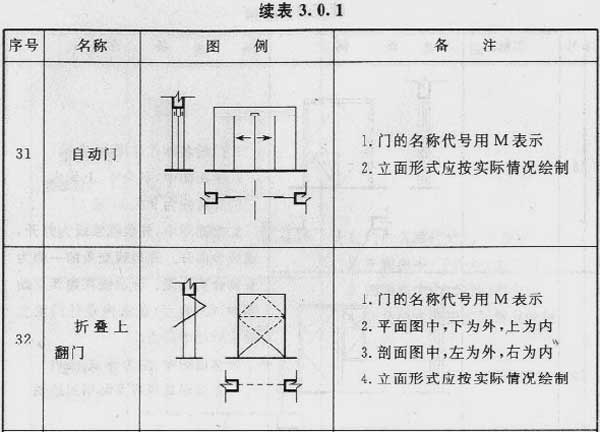 续表3.0.1
序号 名称 图例 备注
31 自动门
1. 门的名称代号用M表示
2. 立面形式应按实际情况绘制
32 折叠上
翻门
1. 门的名称代号用M表示
2. 平面图中,下为外,上为内
3. 剖面图中,左为外,右为内
4. 立面形式应按实际情况绘制